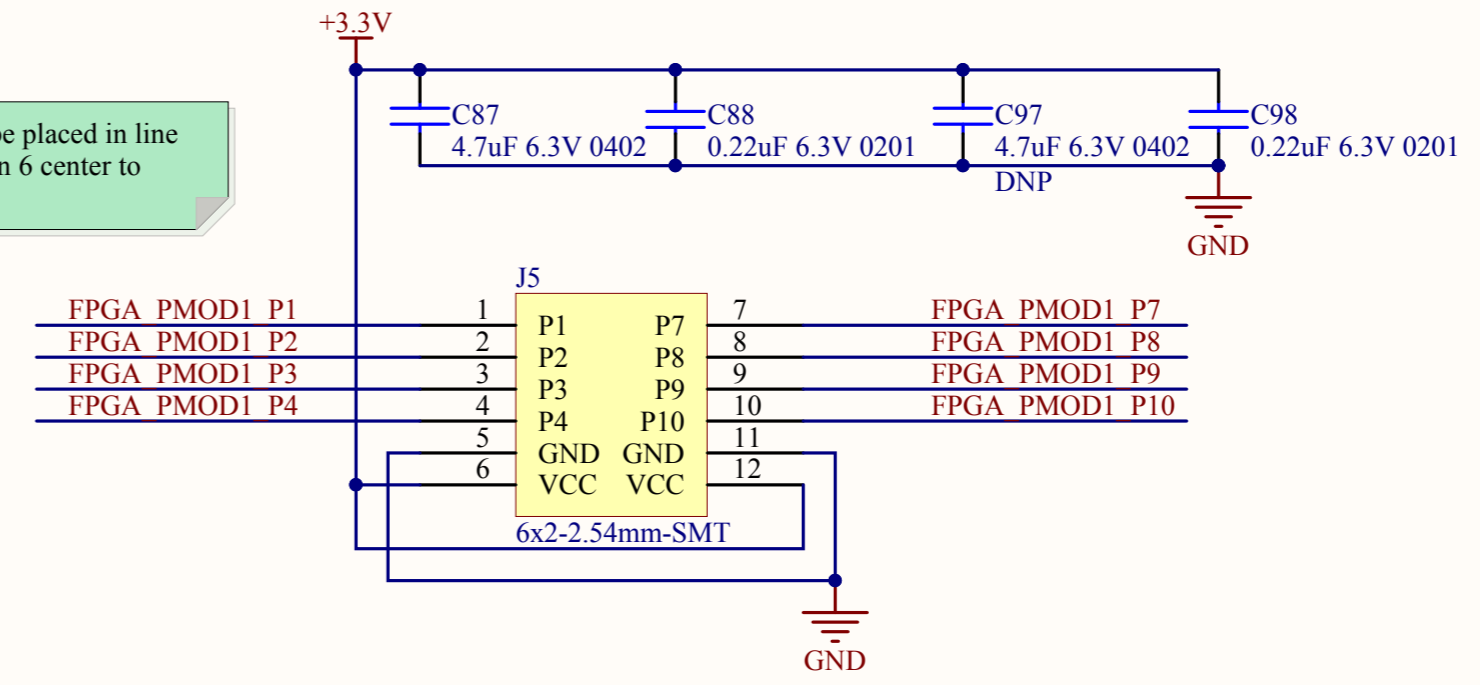 +3.3V
be placed in line
6 center to
C87
4.7uF 6.3V 0402
C88
0.22uF 6.3V 0201
C97
4.7uF 6.3V 0402
DNP
C98
0.22uF 6.3V 0201
GND
J5
FPGA_PMOD1_P1
1
P1
P7
7
FPGA_PMOD1_P7
FPGA_PMOD1_P2
2
P2
P8
8
FPGA_PMOD1_P8
FPGA_PMOD1_P3
3
P3
P9
9
FPGA_PMOD1_P9
FPGA_PMOD1_P4
4
P4
P10
10
FPGA_PMOD1_P10
5
GND
GND
11
6
VCC
VCC
12
6x2-2.54mm-SMT
GND